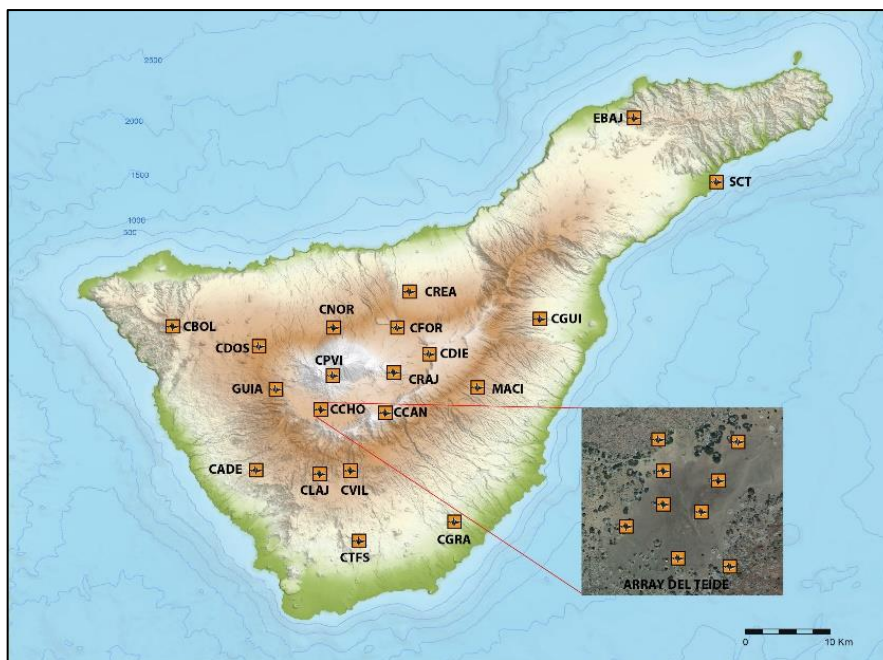 2500
2000
1500
1000
500
EBAJ
SCT
CREA
CNOR
CFOR
CGUI
CBOL
CDOS
CDIE
CPVI
CRAJ
GUIA
MACI
CCHO
CCAN
CADE
CLAJ
CVIL
CGRA
CTFS
ARRAY DEL TEIDE
0 10 Km